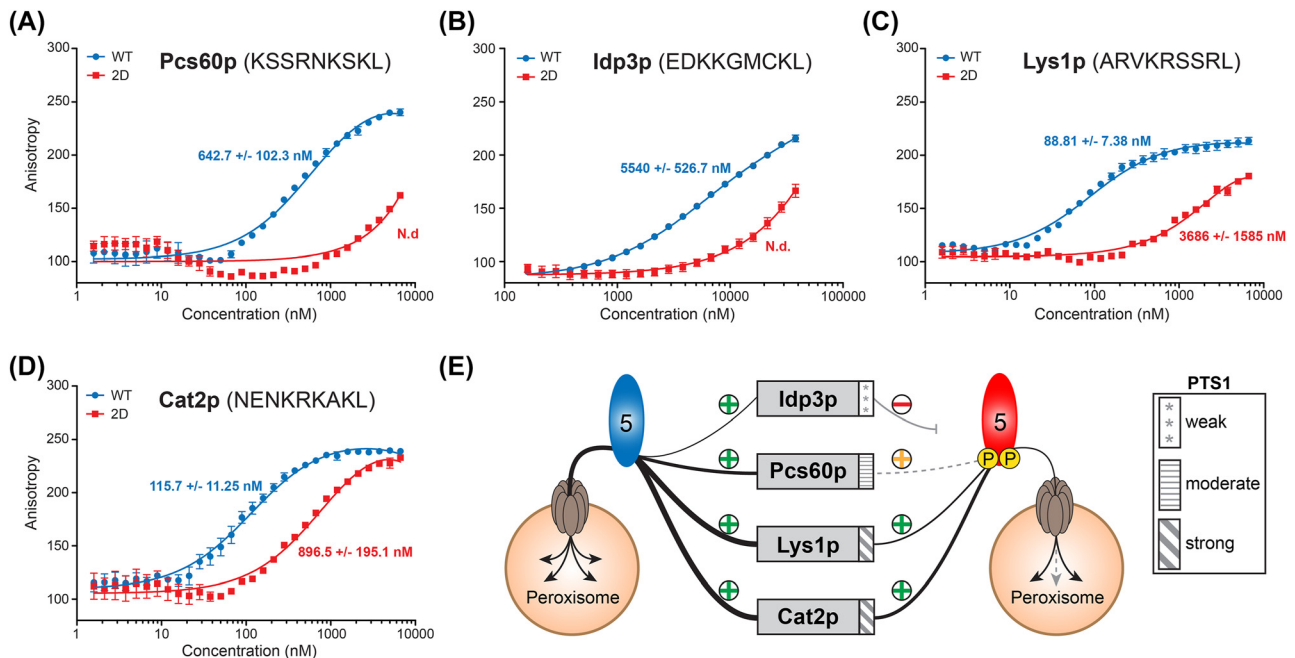 (A)
Pcs60p (KSSRNKSKL)
WT
2D
Anisotropy
300
250
200
150
100
642.7 +/- 102.3 nM
N.d
1
10
100
1000
10000
Concentration (nM)
(B)
Idp3p (EDKKGMCKL)
WT
2D
300
250
200
150
100
5540 +/- 526.7 nM
N.d.
100
1000
10000
100000
Concentration (nM)
(C)
Lys1p (ARVKRSSRL)
WT
2D
300
250
200
150
100
88.81 +/- 7.38 nM
3686 +/- 1585 nM
1
10
100
1000
10000
Concentration (nM)
(D)
Cat2p (NENKRKAKL)
WT
2D
Anisotropy
300
250
200
150
100
115.7 +/- 11.25 nM
896.5 +/- 195.1 nM
1
10
100
1000
10000
Concentration (nM)
(E)
5
Idp3p
***
5
P P
Pcs60p
Lys1p
Cat2p
Peroxisome
Peroxisome
PTS1
*** weak
moderate
strong